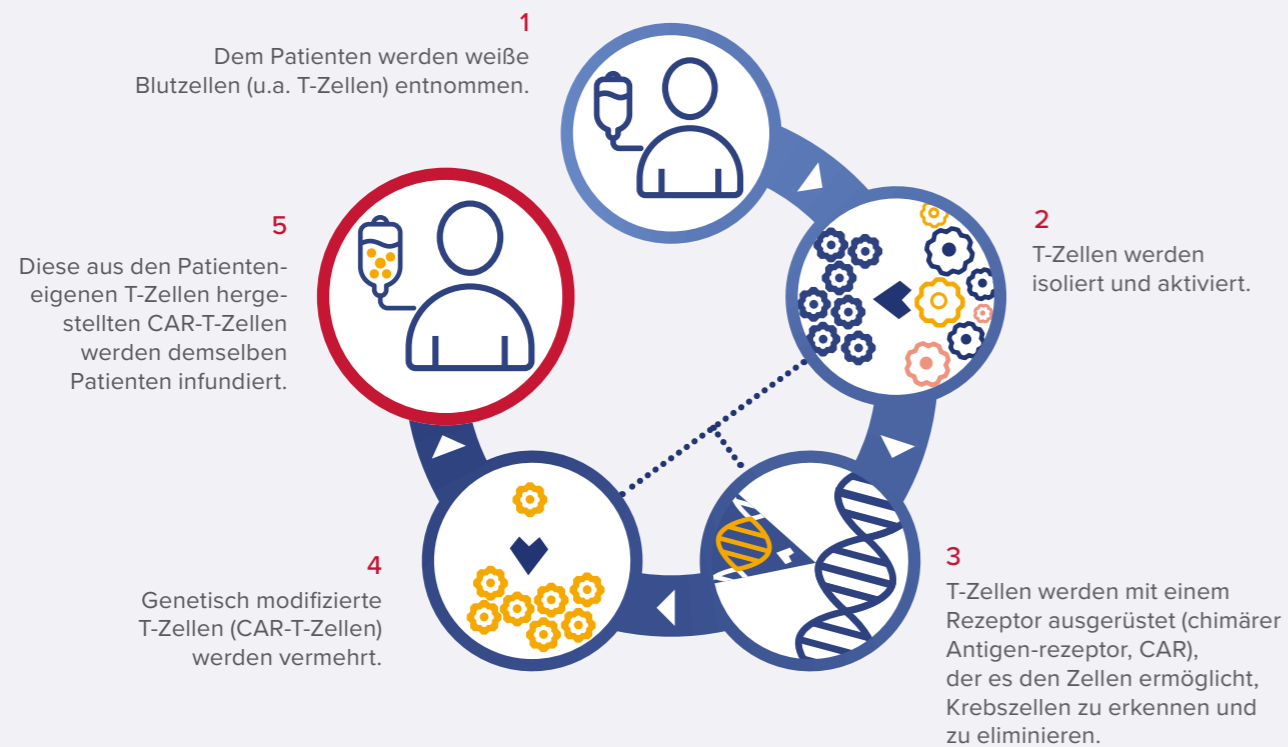 1
Dem Patienten werden weiße
Blutzellen (u.a. T-Zellen) entnommen.
2
T-Zellen werden
isoliert und aktiviert.
3
T-Zellen werden mit einem
Rezeptor ausgerüstet (chimärer
Antigen-rezeptor, CAR),
der es den Zellen ermöglicht,
Krebszellen zu erkennen und
zu eliminieren.
4
Genetisch modifizierte
T-Zellen (CAR-T-Zellen)
werden vermehrt.
5
Diese aus den Patienten-
eigenen T-Zellen herge-
stellten CAR-T-Zellen
werden demselben
Patienten infundiert.